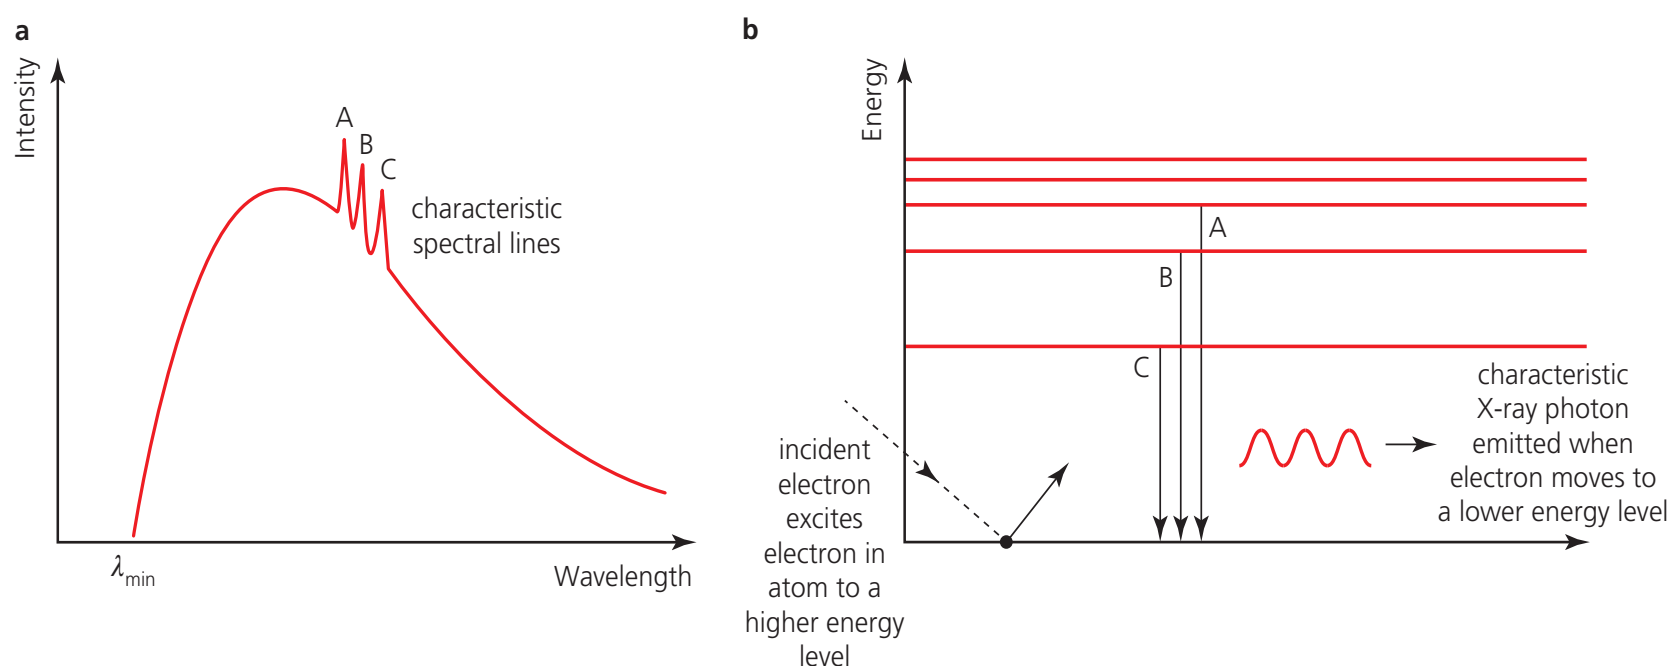 a
Intensity
A
B
C
characteristic
spectral lines
λmin
Wavelength
b
Energy
A
B
C
incident
electron
excites
electron in
atom to a
higher energy
level
characteristic
X-ray photon
emitted when
electron moves to
a lower energy level